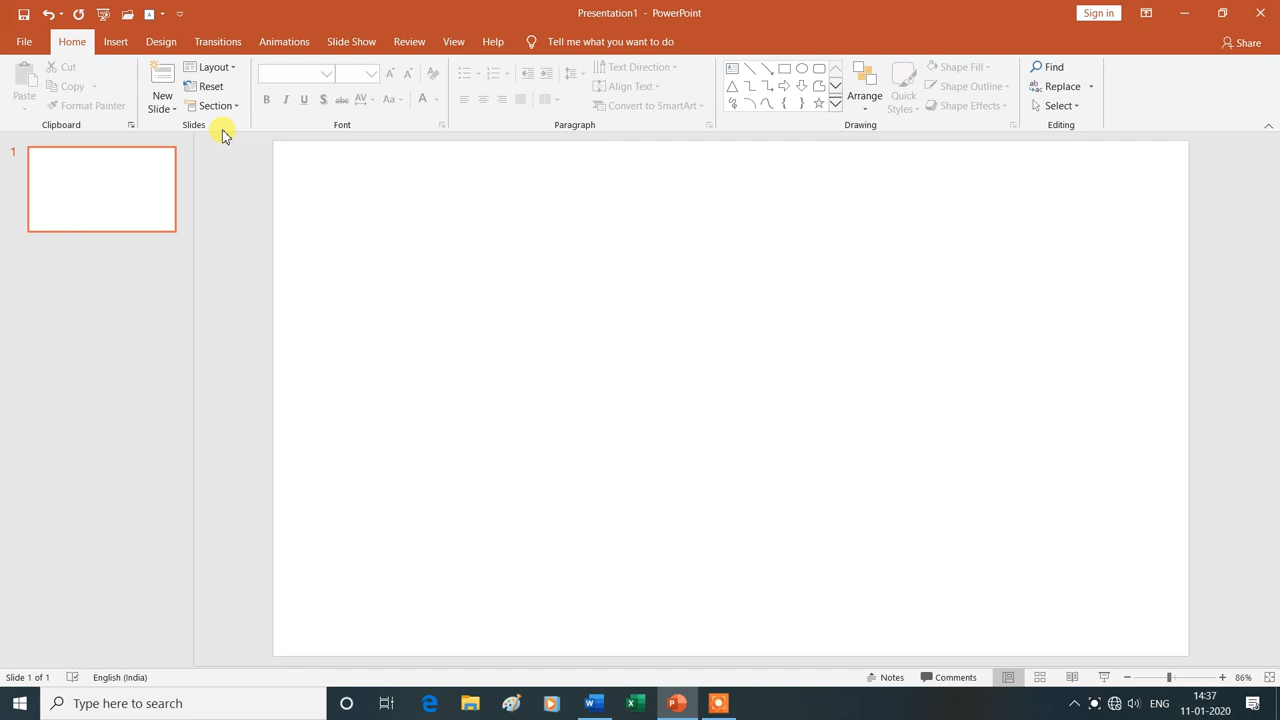 Presentation1 - PowerPoint
Sign in
File Home Insert Design Transitions Animations Slide Show Review View Help Tell me what you want to do Share
Paste
Cut
Copy
Format Painter
Clipboard
New Slide
Layout
Reset
Section
Slides
B I U S abc AV Aa A
Font
Text Direction
Align Text
Convert to SmartArt
Paragraph
Arrange
Quick Styles
Shape Fill
Shape Outline
Shape Effects
Drawing
Find
Replace
Select
Editing
1
Slide 1 of 1 English (India) Notes Comments 86%
Type here to search
ENG
14:37
11-01-2020